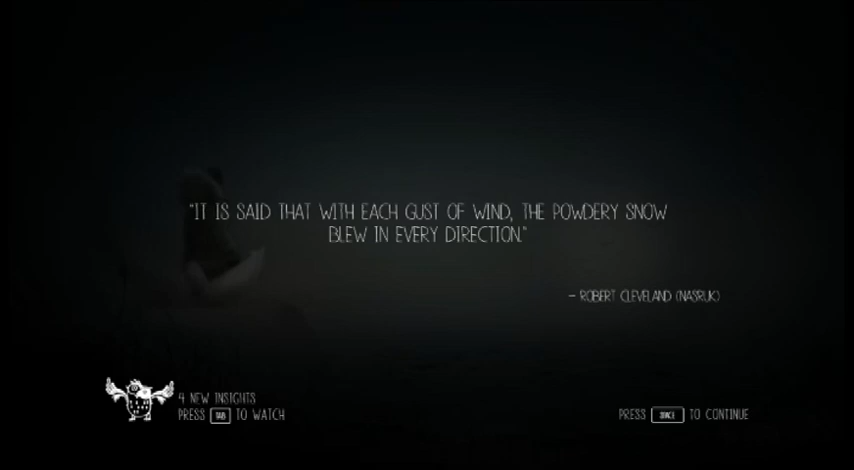 "IT IS SAID THAT WITH EACH GUST OF WIND, THE POWDERY SNOW
BLEW IN EVERY DIRECTION."
– ROBERT CLEVELAND (NASRUK)
4 NEW INSIGHTS
PRESS TAB TO WATCH
PRESS SPACE TO CONTINUE